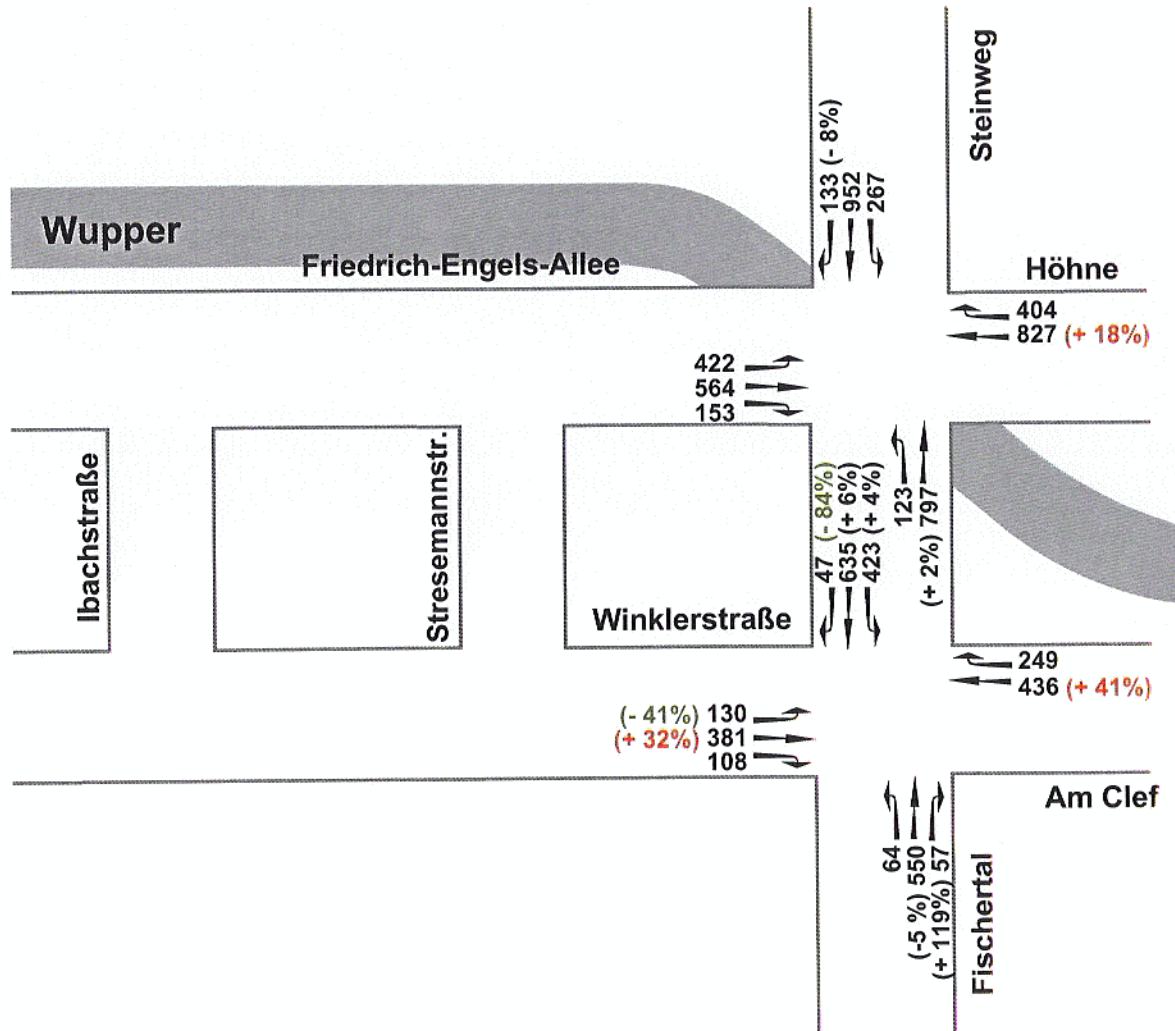 Steinweg
133 (- 8%)
952
267
Wupper
Friedrich-Engels-Allee
Höhne
404
827 (+ 18%)
422
564
153
Ibachstraße
Stresemannstr.
Winklerstraße
47 (- 84%)
635 (+ 6%)
423 (+ 4%)
123
(+ 2%) 797
249
436 (+ 41%)
(- 41%) 130
(+ 32%) 381
108
Am Clef
64
(-5 %) 550
(+ 119%) 57
Fischertal